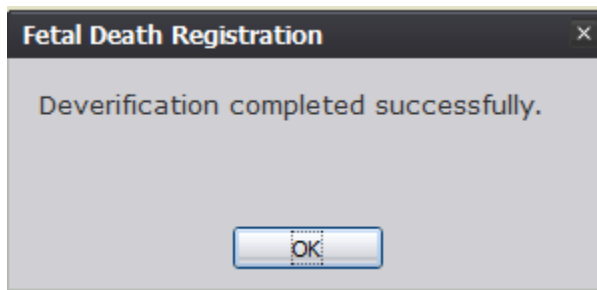 Fetal Death Registration
Deverification completed successfully.
OK